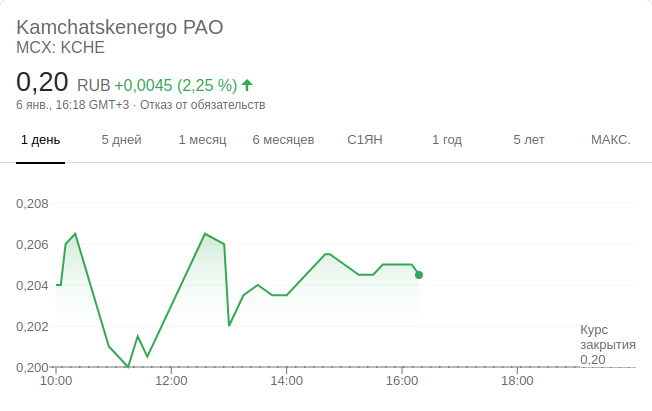 Kamchatskenergo PAO
MCX: KCHE
0,20 RUB +0,0045 (2,25 %)
6 янв., 16:18 GMT+3 · Отказ от обязательств
1 день 5 дней 1 месяц 6 месяцев С1ЯН 1 год 5 лет МАКС.
0,208
0,206
0,204
0,202
Курс
закрытия
0,20
0,200
10:00 12:00 14:00 16:00 18:00